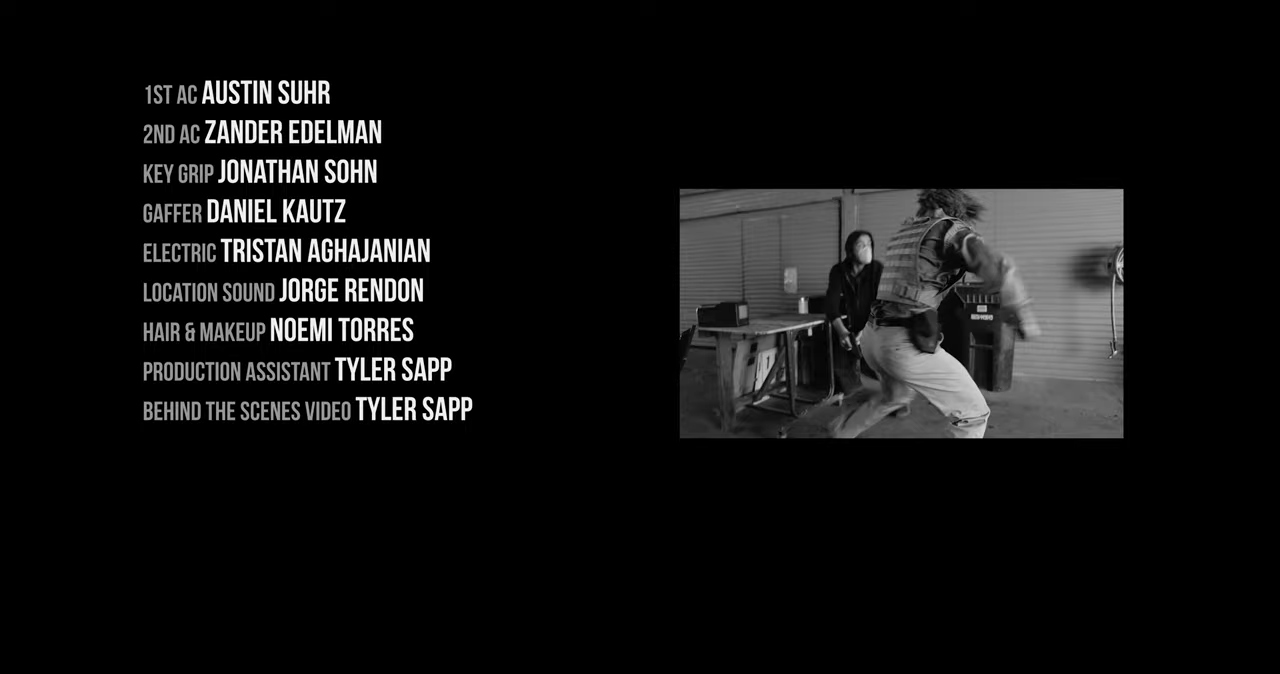 1ST AC AUSTIN SUHR
2ND AC ZANDER EDELMAN
KEY GRIP JONATHAN SOHN
GAFFER DANIEL KAUTZ
ELECTRIC TRISTAN AGHAJANIAN
LOCATION SOUND JORGE RENDON
HAIR & MAKEUP NOEMI TORRES
PRODUCTION ASSISTANT TYLER SAPP
BEHIND THE SCENES VIDEO TYLER SAPP